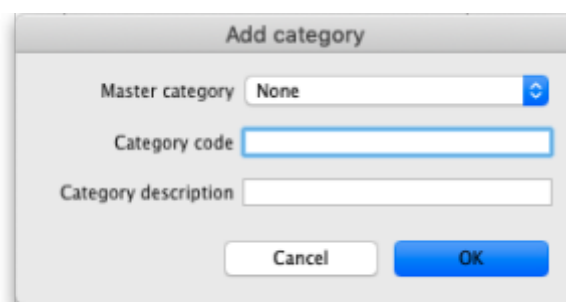 Add category
Master category None
Category code
Category description
Cancel OK